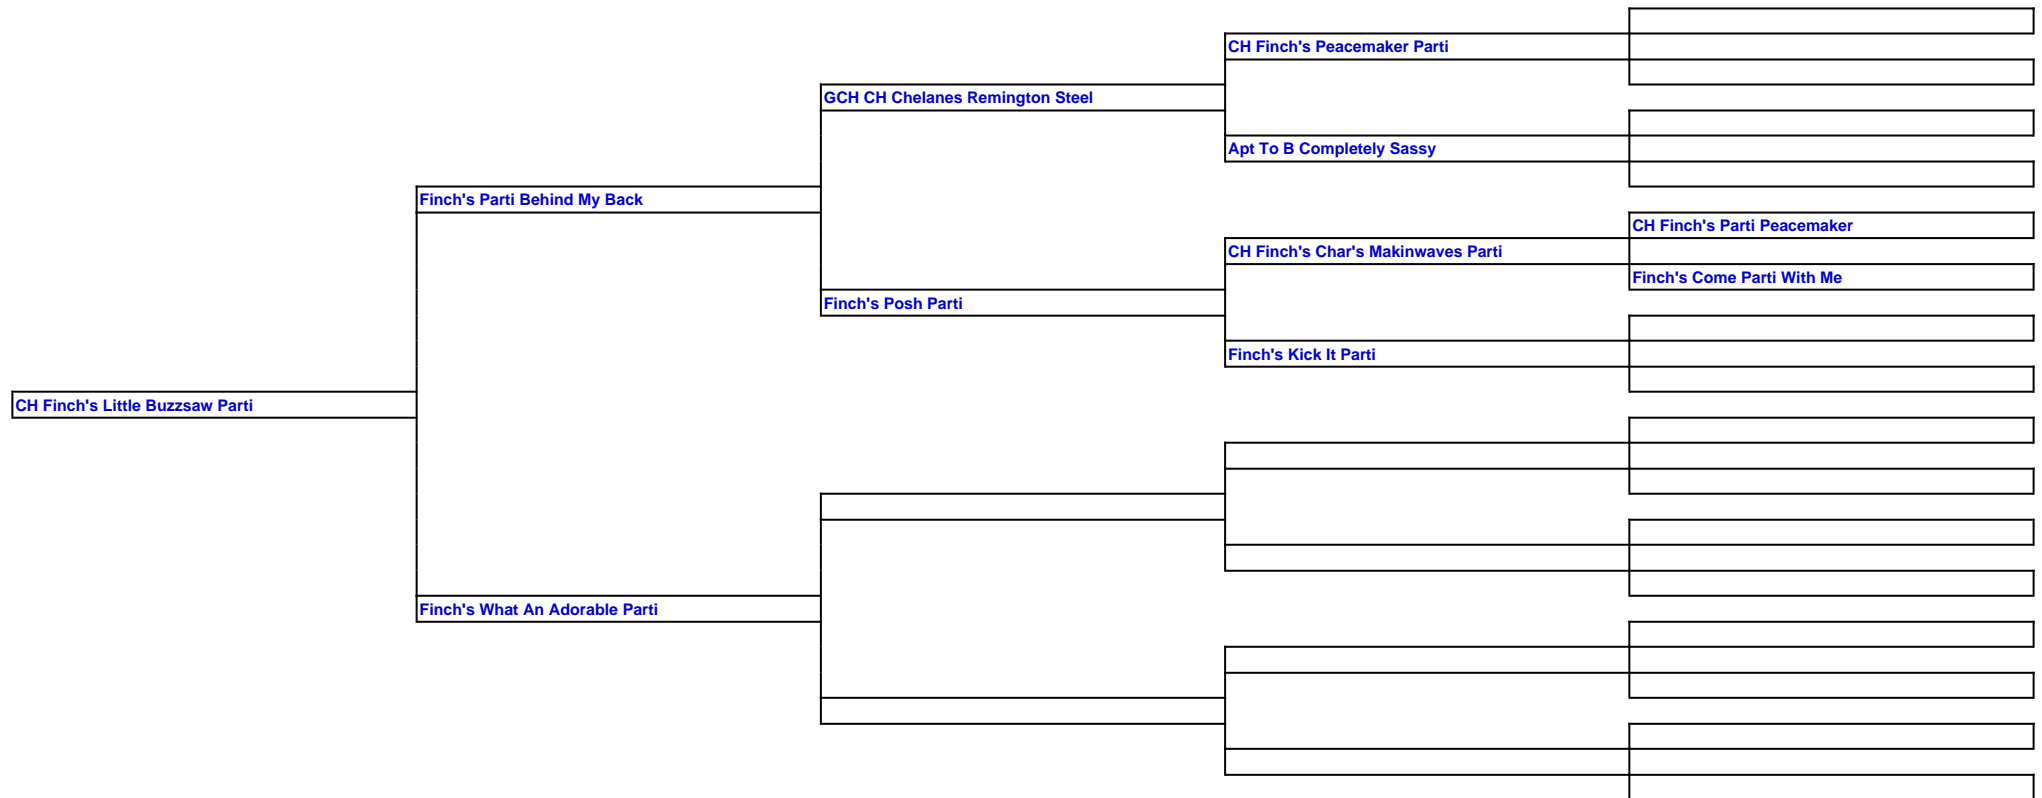 CH Finch's Peacemaker Parti
GCH CH Chelanes Remington Steel
Apt To B Completely Sassy
Finch's Parti Behind My Back
CH Finch's Parti Peacemaker
CH Finch's Char's Makinwaves Parti
Finch's Come Parti With Me
Finch's Posh Parti
Finch's Kick It Parti
CH Finch's Little Buzzsaw Parti
Finch's What An Adorable Parti